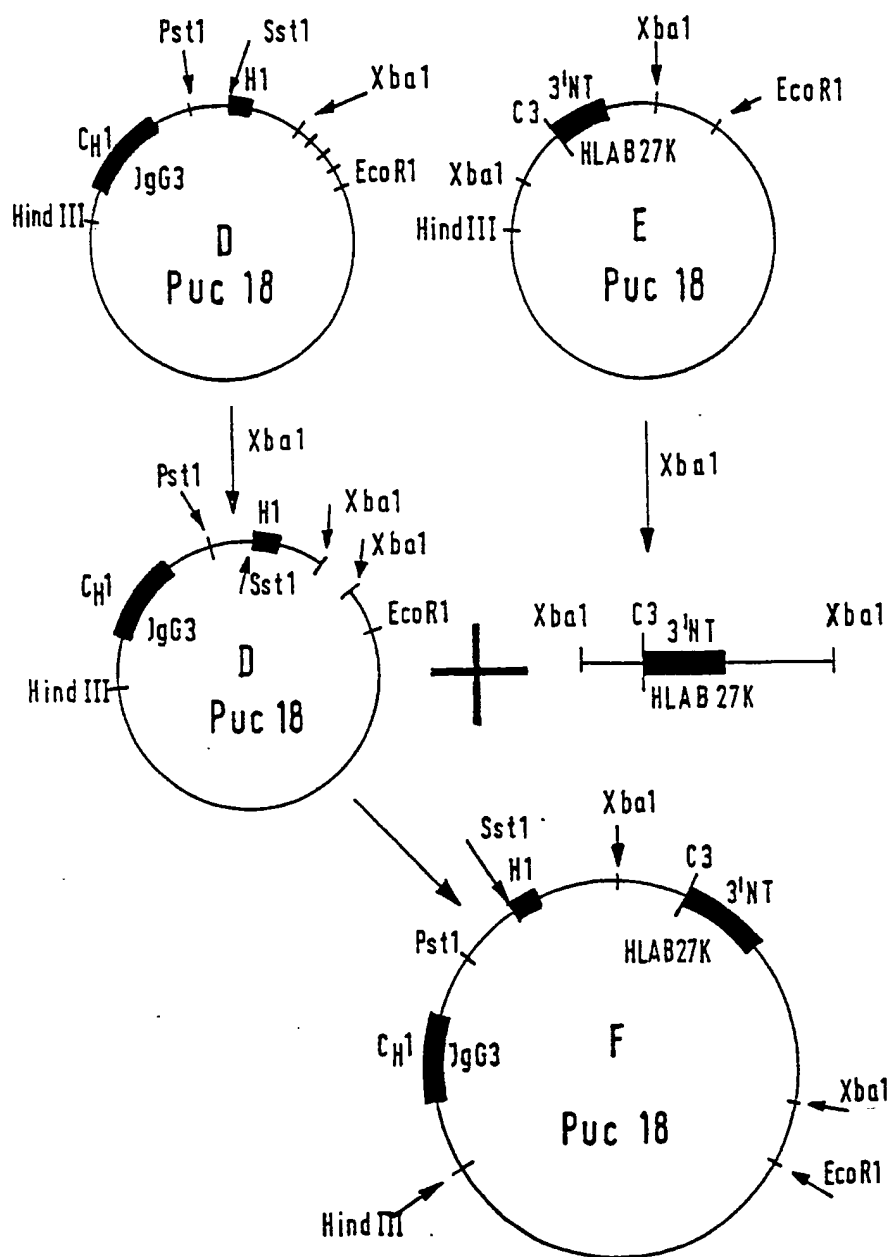 Pst1
Sst1
H1
Xba1
EcoR1
CH1
JgG3
Hind III
D
Puc 18
Xba1
EcoR1
3'NT
C3
HLAB27K
Xba1
Hind III
E
Puc 18
Xba1
Xba1
Pst1
H1
Xba1
Xba1
Sst1
EcoR1
CH1
JgG3
Hind III
D
Puc 18
+
Xba1
C3
3'NT
Xba1
HLAB27K
Sst1
H1
Xba1
C3
3'NT
HLAB27K
Pst1
CH1
JgG3
F
Puc 18
Xba1
EcoR1
Hind III